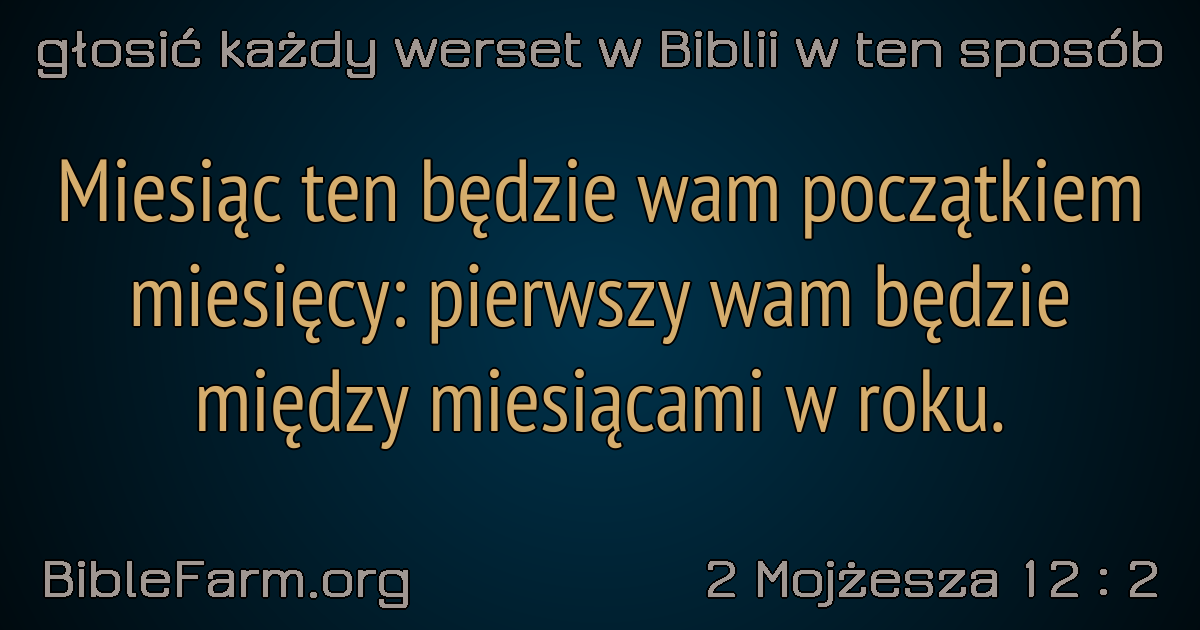 głosić każdy werset w Biblii w ten sposób
Miesiąc ten będzie wam początkiem
miesięcy: pierwszy wam będzie
między miesiącami w roku.
BibleFarm.org
2 Mojżesza 12 : 2